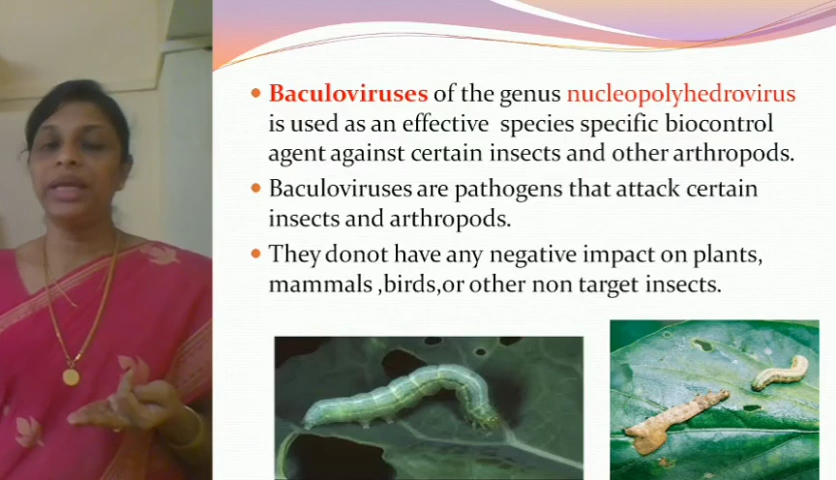 Baculoviruses of the genus nucleopolyhedrovirus
is used as an effective species specific biocontrol
agent against certain insects and other arthropods.
Baculoviruses are pathogens that attack certain
insects and arthropods.
They donot have any negative impact on plants,
mammals ,birds,or other non target insects.